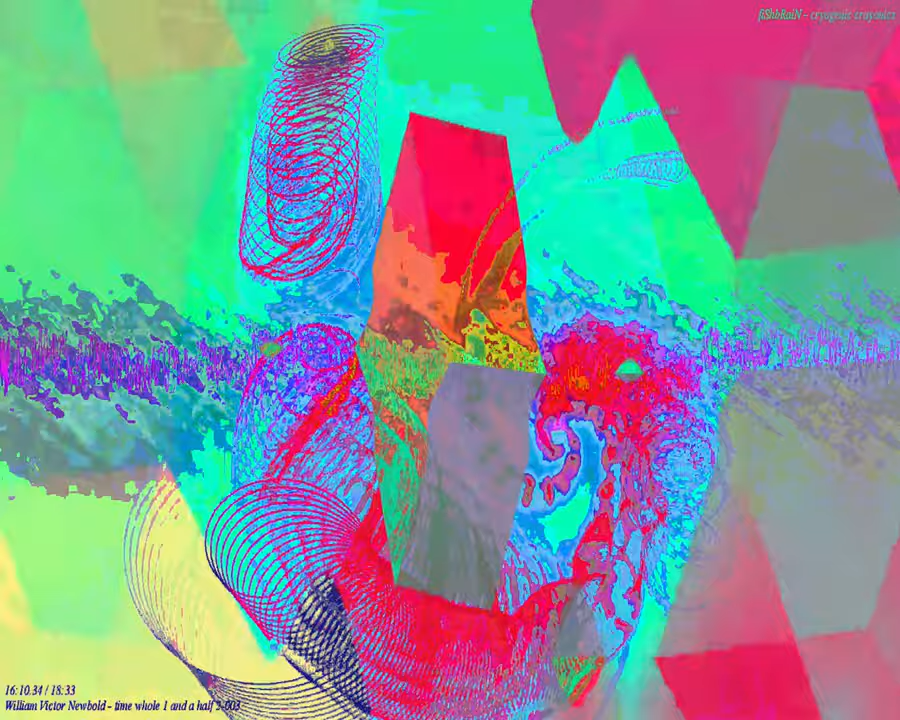 fiShbRaiN - cryogenic crayonics
16:10.34 / 18:33
William Victor Newbold - time whole 1 and a half 2-003